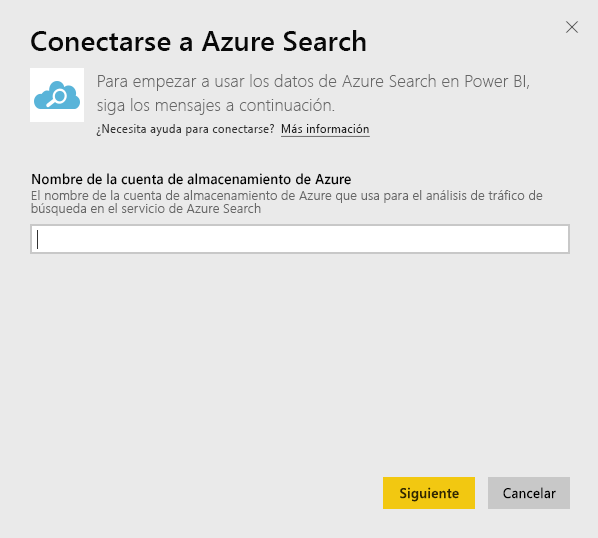 Conectarse a Azure Search
Para empezar a usar los datos de Azure Search en Power BI,
siga los mensajes a continuación.
¿Necesita ayuda para conectarse? Más información
Nombre de la cuenta de almacenamiento de Azure
El nombre de la cuenta de almacenamiento de Azure que usa para el análisis de tráfico de
búsqueda en el servicio de Azure Search
Siguiente Cancelar